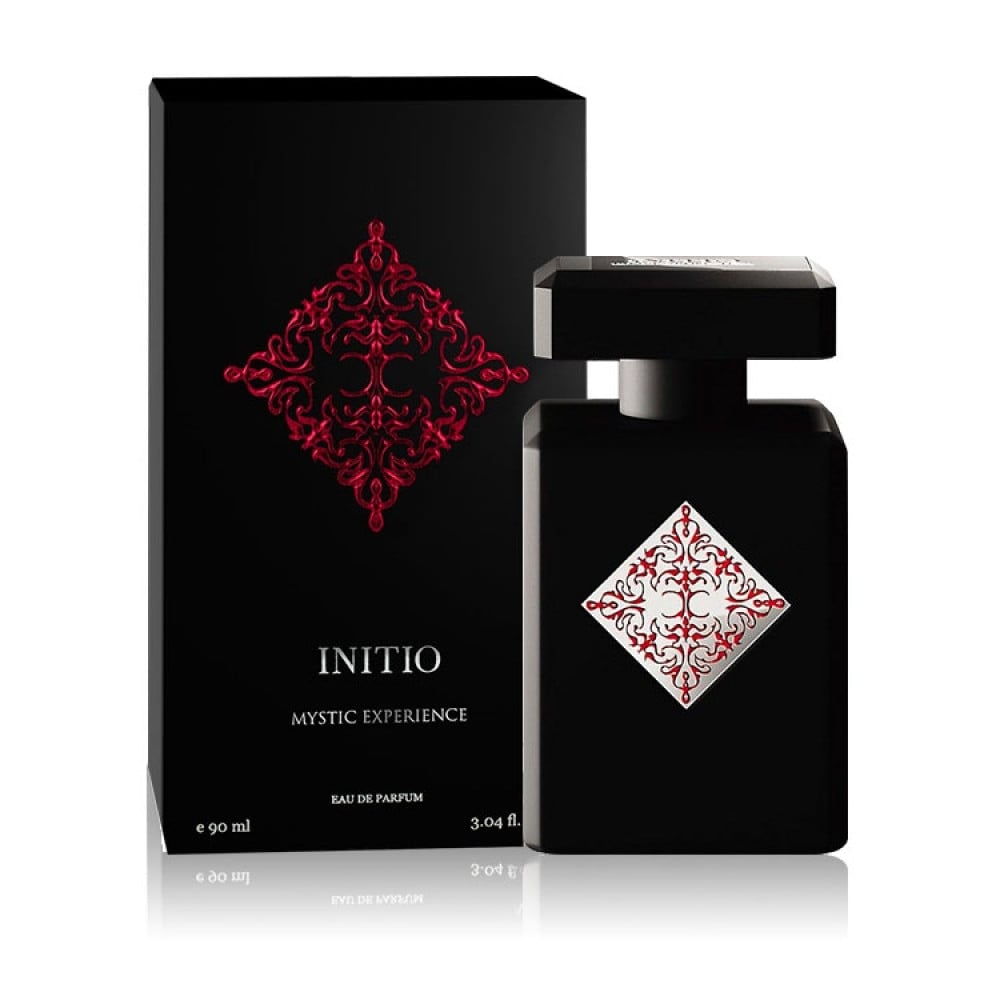 INITIO
MYSTIC EXPERIENCE
EAU DE PARFUM
e 90 ml
3.04 fl.